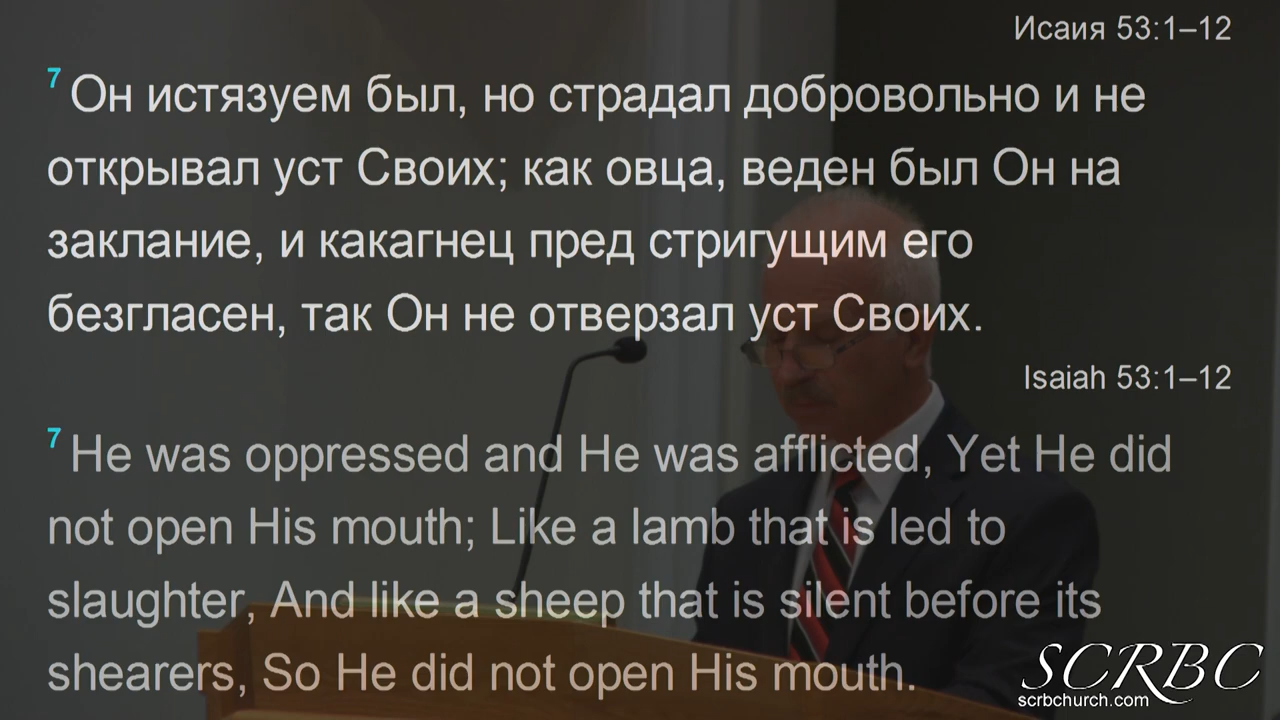 Исаия 53:1–12
7 Он истязуем был, но страдал добровольно и не
открывал уст Своих; как овца, веден был Он на
заклание, и какагнец пред стригущим его
безгласен, так Он не отверзал уст Своих.
Isaiah 53:1–12
7 He was oppressed and He was afflicted, Yet He did
not open His mouth; Like a lamb that is led to
slaughter, And like a sheep that is silent before its
shearers, So He did not open His mouth.
SCRBC
scrbchurch.com